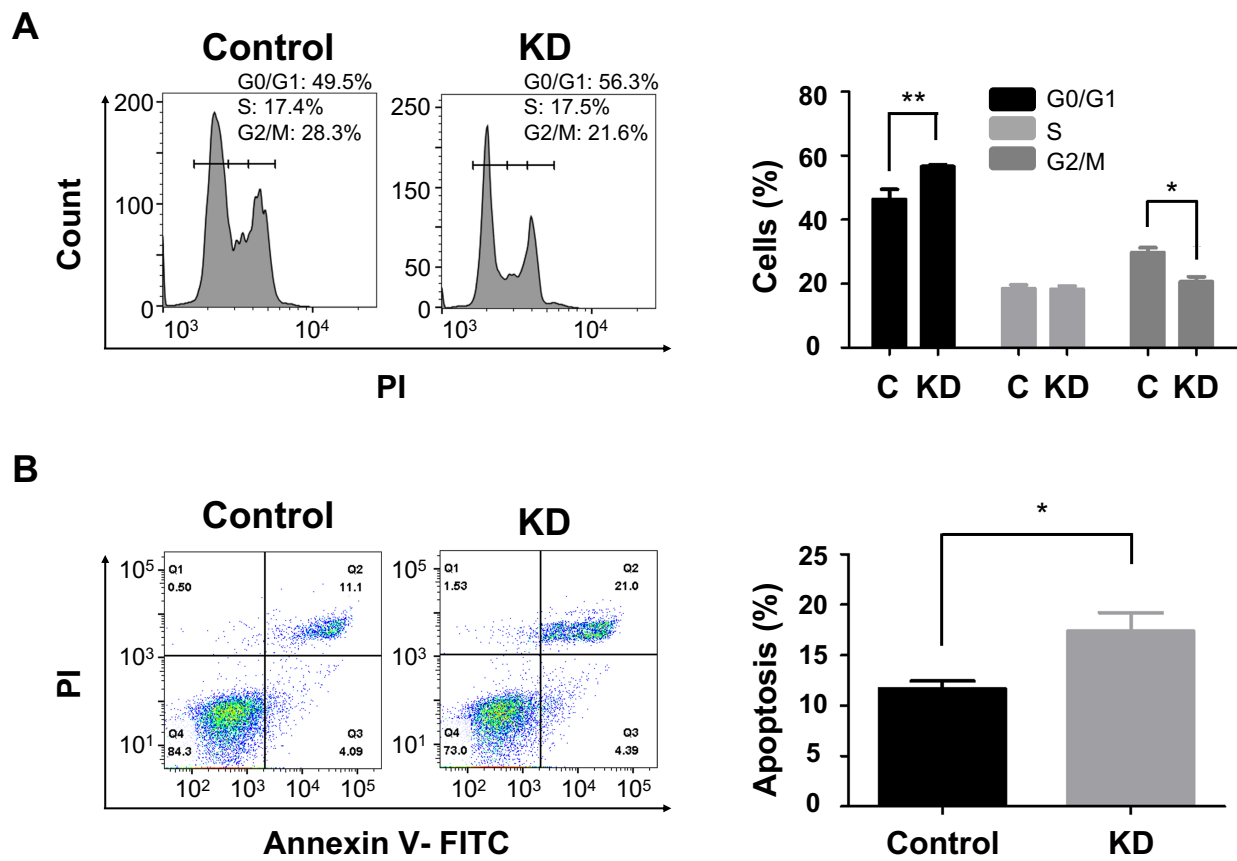 A
Control
G0/G1: 49.5%
S: 17.4%
G2/M: 28.3%
KD
G0/G1: 56.3%
S: 17.5%
G2/M: 21.6%
Count
200
100
0
10³
10⁴
250
150
50
0
10³
10⁴
PI
Cells (%)
80
60
40
20
0
**
*
G0/G1
S
G2/M
C KD
C KD
C KD
B
Control
KD
PI
10⁵
10³
10¹
Q1
0.50
Q2
11.1
Q4
84.3
Q3
4.09
10² 10³ 10⁴ 10⁵
10⁵
10³
10¹
Q1
1.53
Q2
21.0
Q4
73.0
Q3
4.39
10² 10³ 10⁴ 10⁵
Annexin V- FITC
Apoptosis (%)
25
20
15
10
5
0
*
Control
KD